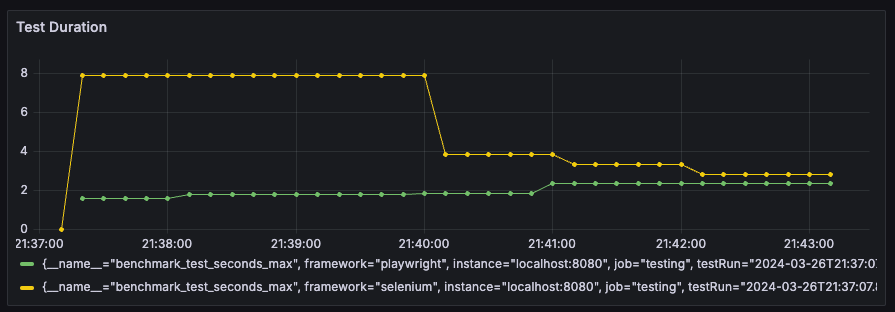 Test Duration
8
6
4
2
0
21:37:00 21:38:00 21:39:00 21:40:00 21:41:00 21:42:00 21:43:00
{__name__="benchmark_test_seconds_max", framework="playwright", instance="localhost:8080", job="testing", testRun="2024-03-26T21:37:07
{__name__="benchmark_test_seconds_max", framework="selenium", instance="localhost:8080", job="testing", testRun="2024-03-26T21:37:07.8